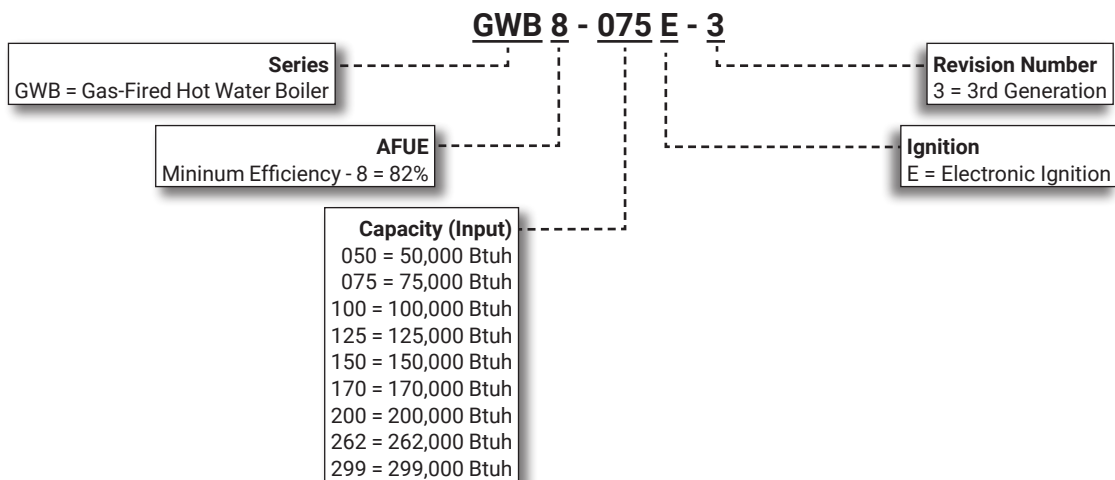 GWB 8 - 075 E - 3
Series
GWB = Gas-Fired Hot Water Boiler
Revision Number
3 = 3rd Generation
AFUE
Mininum Efficiency - 8 = 82%
Ignition
E = Electronic Ignition
Capacity (Input)
050 = 50,000 Btuh
075 = 75,000 Btuh
100 = 100,000 Btuh
125 = 125,000 Btuh
150 = 150,000 Btuh
170 = 170,000 Btuh
200 = 200,000 Btuh
262 = 262,000 Btuh
299 = 299,000 Btuh